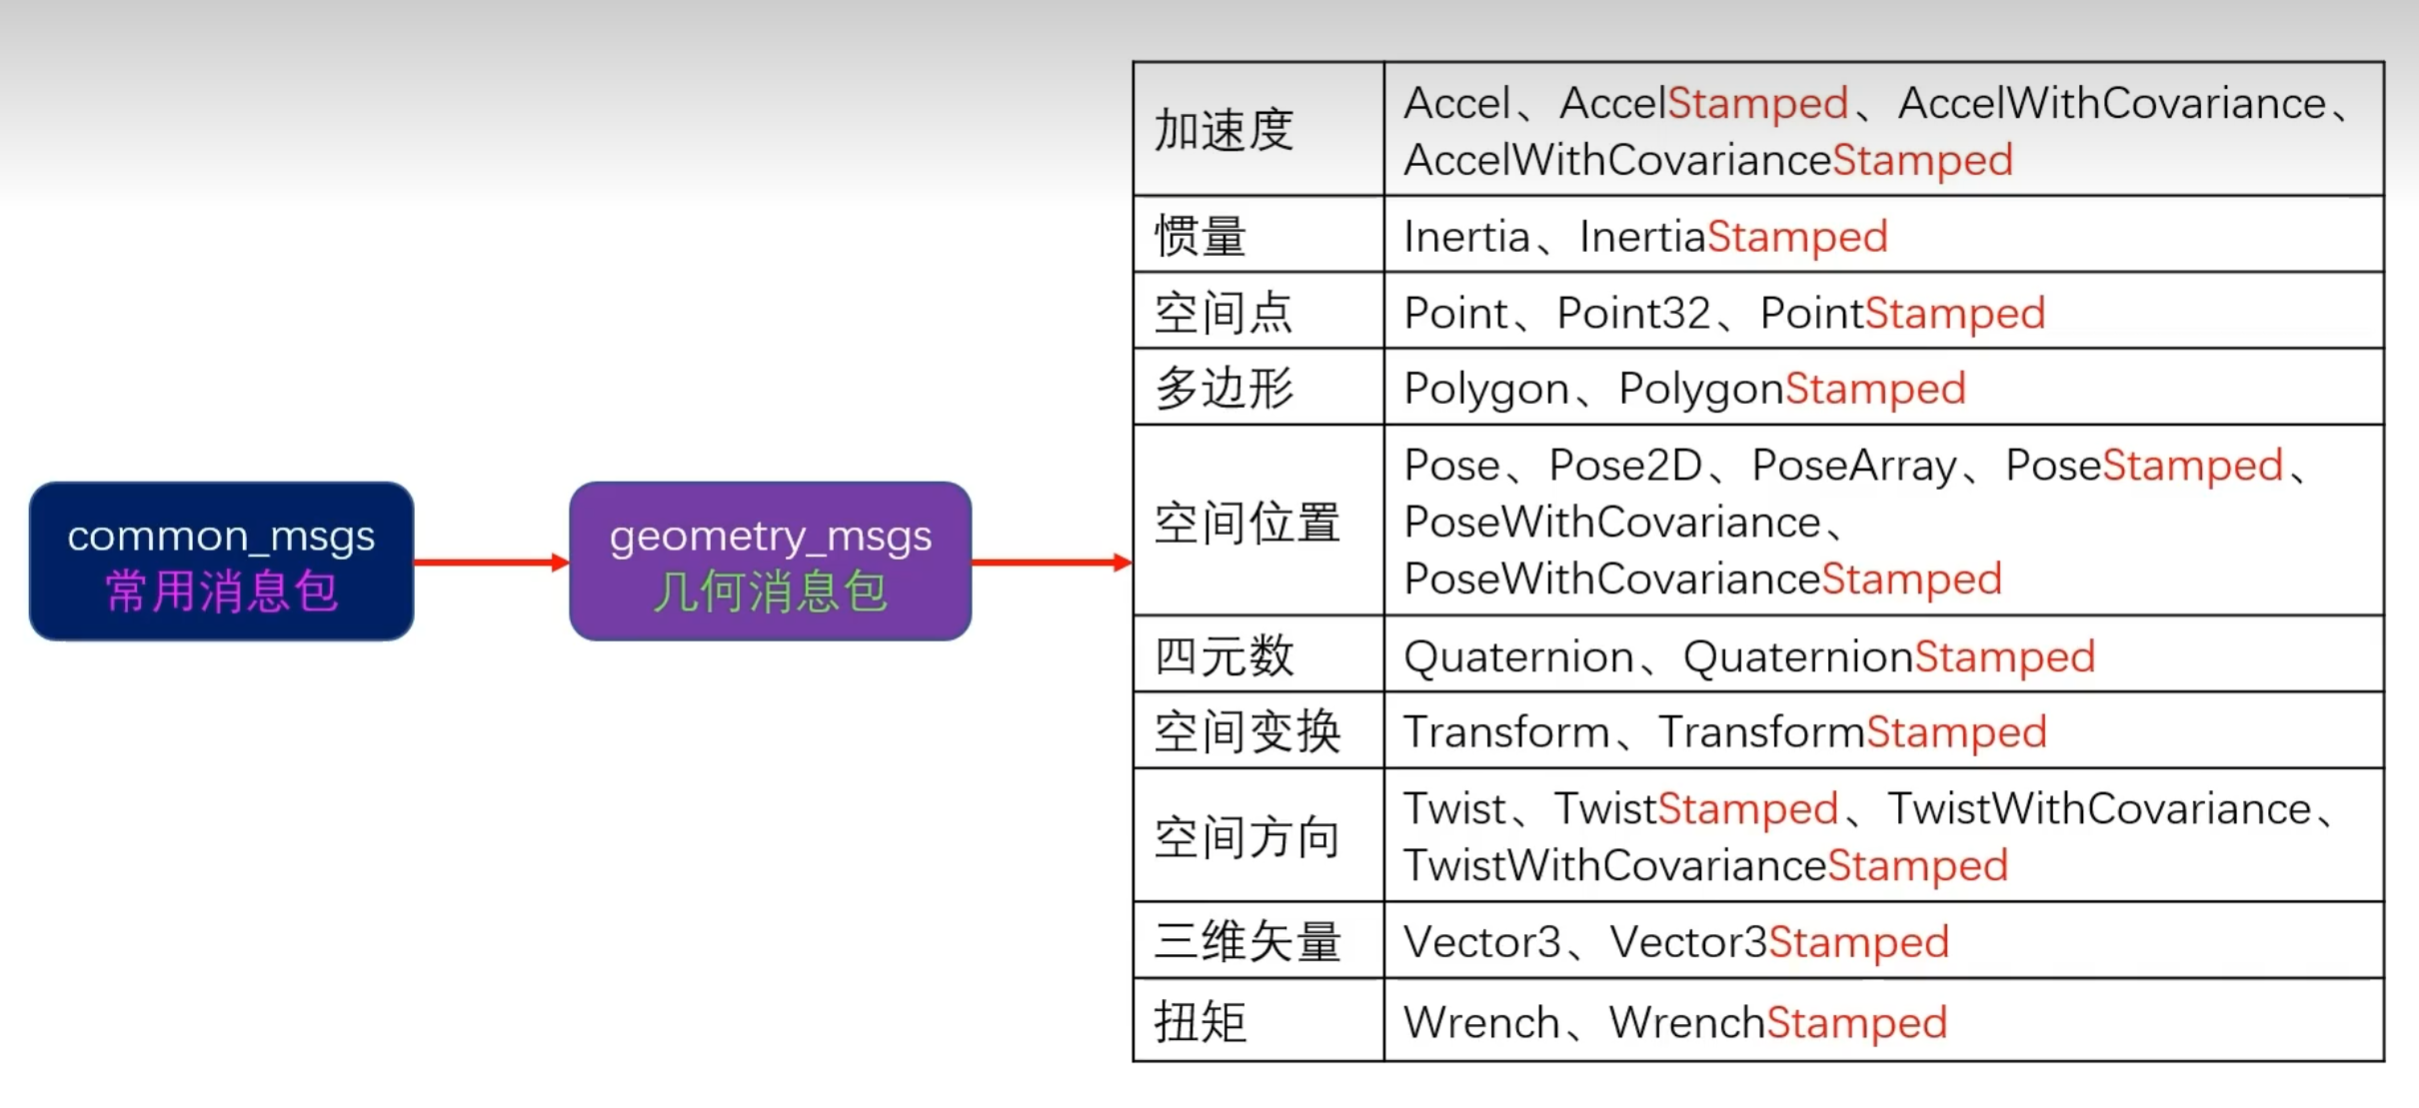 common_msgs
常用消息包
geometry_msgs
几何消息包
加速度
Accel、AccelStamped、AccelWithCovariance、
AccelWithCovarianceStamped
惯量
Inertia、InertiaStamped
空间点
Point、Point32、PointStamped
多边形
Polygon、PolygonStamped
空间位置
Pose、Pose2D、PoseArray、PoseStamped、
PoseWithCovariance、
PoseWithCovarianceStamped
四元数
Quaternion、QuaternionStamped
空间变换
Transform、TransformStamped
空间方向
Twist、TwistStamped、TwistWithCovariance、
TwistWithCovarianceStamped
三维矢量
Vector3、Vector3Stamped
扭矩
Wrench、WrenchStamped